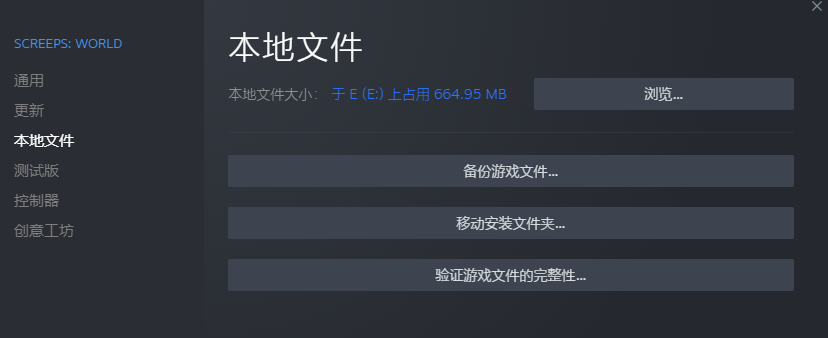 SCREEPS: WORLD
通用
更新
本地文件
测试版
控制器
创意工坊
本地文件
本地文件大小： 于 E (E:) 上占用 664.95 MB 浏览...
备份游戏文件...
移动安装文件夹...
验证游戏文件的完整性...